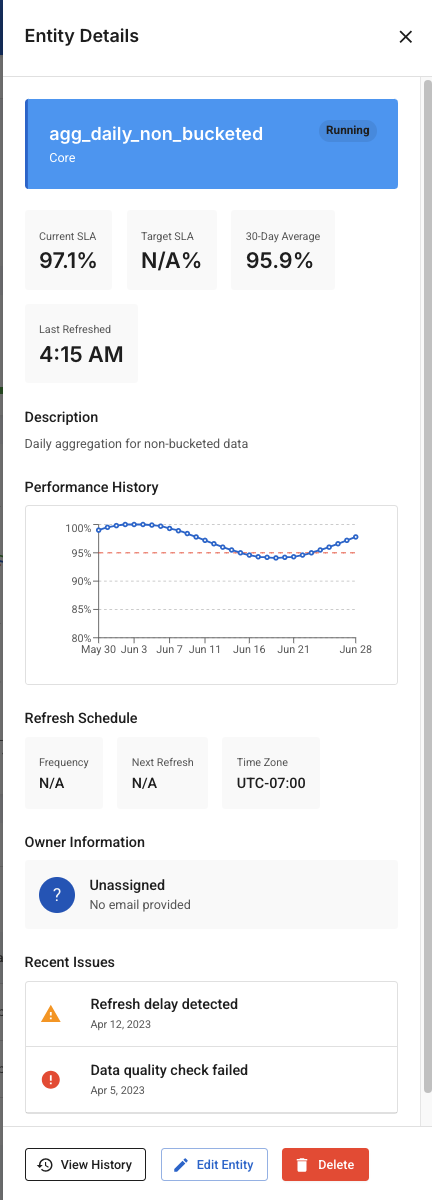 Entity Details
agg_daily_non_bucketed
Running
Core
Current SLA
97.1%
Target SLA
N/A%
30-Day Average
95.9%
Last Refreshed
4:15 AM
Description
Daily aggregation for non-bucketed data
Performance History
100%
95%
90%
85%
80%
May 30 Jun 3 Jun 7 Jun 11 Jun 16 Jun 21 Jun 28
Refresh Schedule
Frequency
N/A
Next Refresh
N/A
Time Zone
UTC-07:00
Owner Information
?
Unassigned
No email provided
Recent Issues
Refresh delay detected
Apr 12, 2023
Data quality check failed
Apr 5, 2023
View History
Edit Entity
Delete